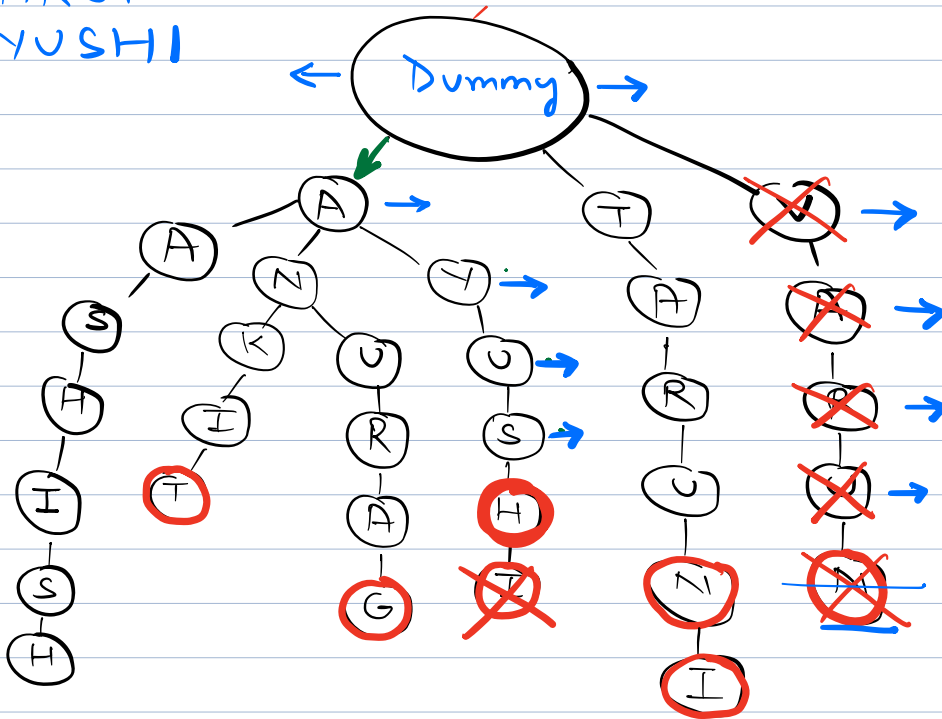 YUSHI
Dummy
A T V
A N Y A A
S K U U R R
H I R S U U
I T A H N N
S G I I
H